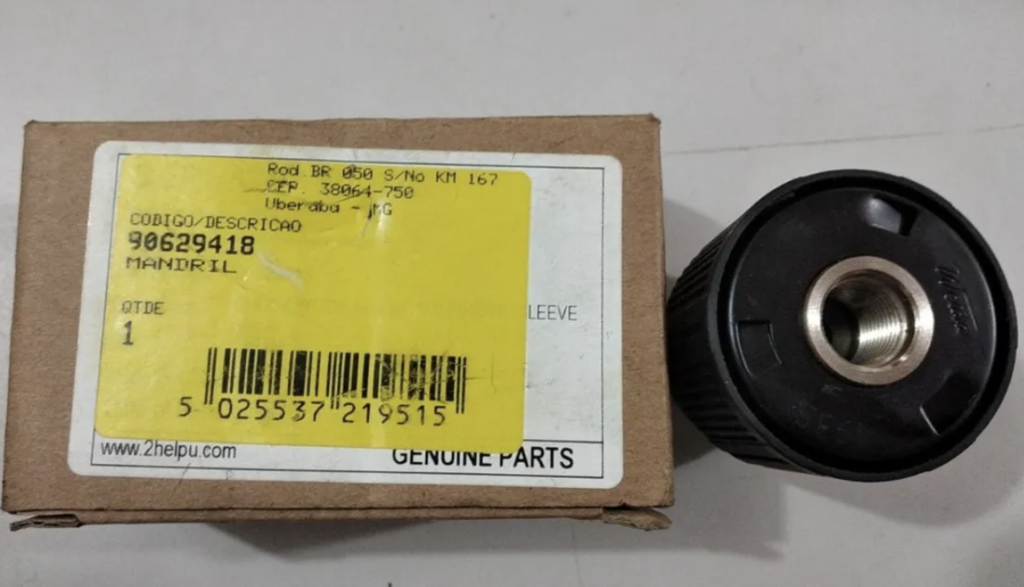 Rod BR 050 S/No KM 167
CEP. 38064-750
Uberaba - MG
CODIGO/DESCRICAO
90629418
MANDRIL
QTDE
LEEVE
1
5 025537 219515
www.2helpu.com
GENUINE PARTS